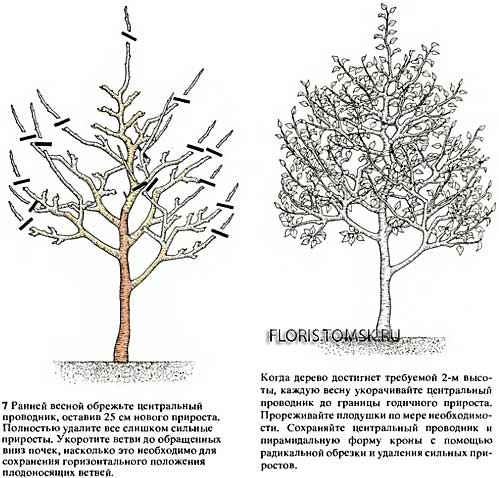 FLORIS.TOMSK.RU
7 Ранней весной обрежьте центральный
проводник, оставив 25 см нового прироста.
Полностью удалите все слишком сильные
приросты. Укоротите ветви до обращенных
вниз почек, насколько это необходимо для
сохранения горизонтального положения
плодоносящих ветвей.
Когда дерево достигнет требуемой 2-м высо-
ты, каждую весну укорачивайте центральный
проводник до границы годичного прироста.
Прореживайте плодушки по мере необходимо-
сти. Сохраняйте центральный проводник и
пирамидальную форму кроны с помощью
радикальной обрезки и удаления сильных при-
ростов.